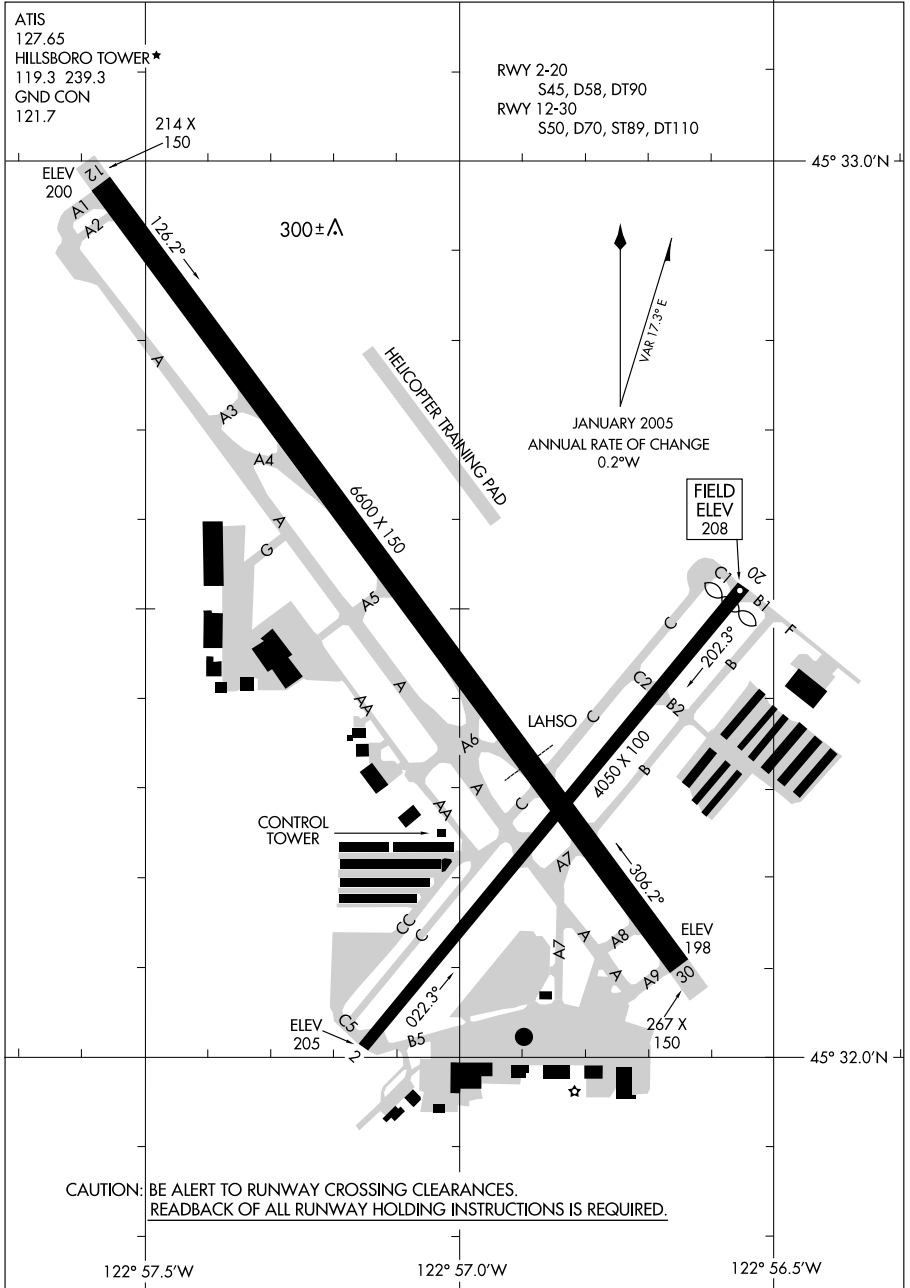 ATIS
127.65
HILLSBORO TOWER★
119.3 239.3
GND CON
121.7
RWY 2-20
S45, D58, DT90
RWY 12-30
S50, D70, ST89, DT110
214 X
150
45° 33.0'N
ELEV
200
12
A1
A2
126.2°
300±
VAR 17.3° E
JANUARY 2005
ANNUAL RATE OF CHANGE
0.2°W
HELICOPTER TRAINING PAD
A
A3
A4
6600 X 150
FIELD
ELEV
208
A
G
A5
C1
20
B1
F
C
202.3°
B
C2
B2
A
AA
C
LAHSO
A6
4050 X 100
B
A
C
AA
CONTROL
TOWER
A7
306.2°
CC
C
A
A8
ELEV
198
A7
A
A9
30
022.3°
C5
ELEV
205
B5
2
267 X
150
45° 32.0'N
CAUTION: BE ALERT TO RUNWAY CROSSING CLEARANCES.
READBACK OF ALL RUNWAY HOLDING INSTRUCTIONS IS REQUIRED.
122° 57.5'W
122° 57.0'W
122° 56.5'W